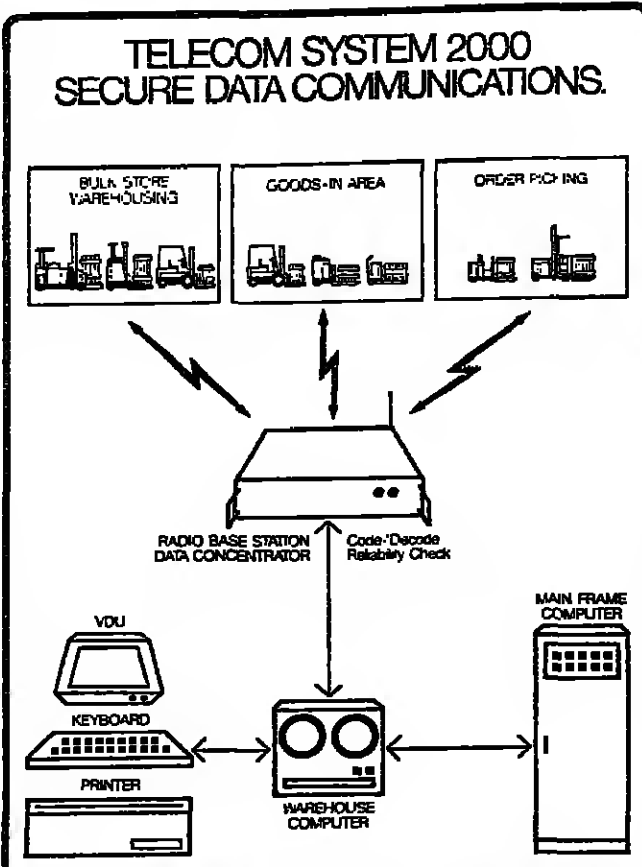 TELECOM SYSTEM 2000
SECURE DATA COMMUNICATIONS.
BULK STORE
WAREHOUSING
GOODS-IN AREA
ORDER PICKING
RADIO BASE STATION
DATA CONCENTRATOR
Code-Decode
Reliability Check
MAIN FRAME
COMPUTER
VDU
KEYBOARD
PRINTER
WAREHOUSE
COMPUTER